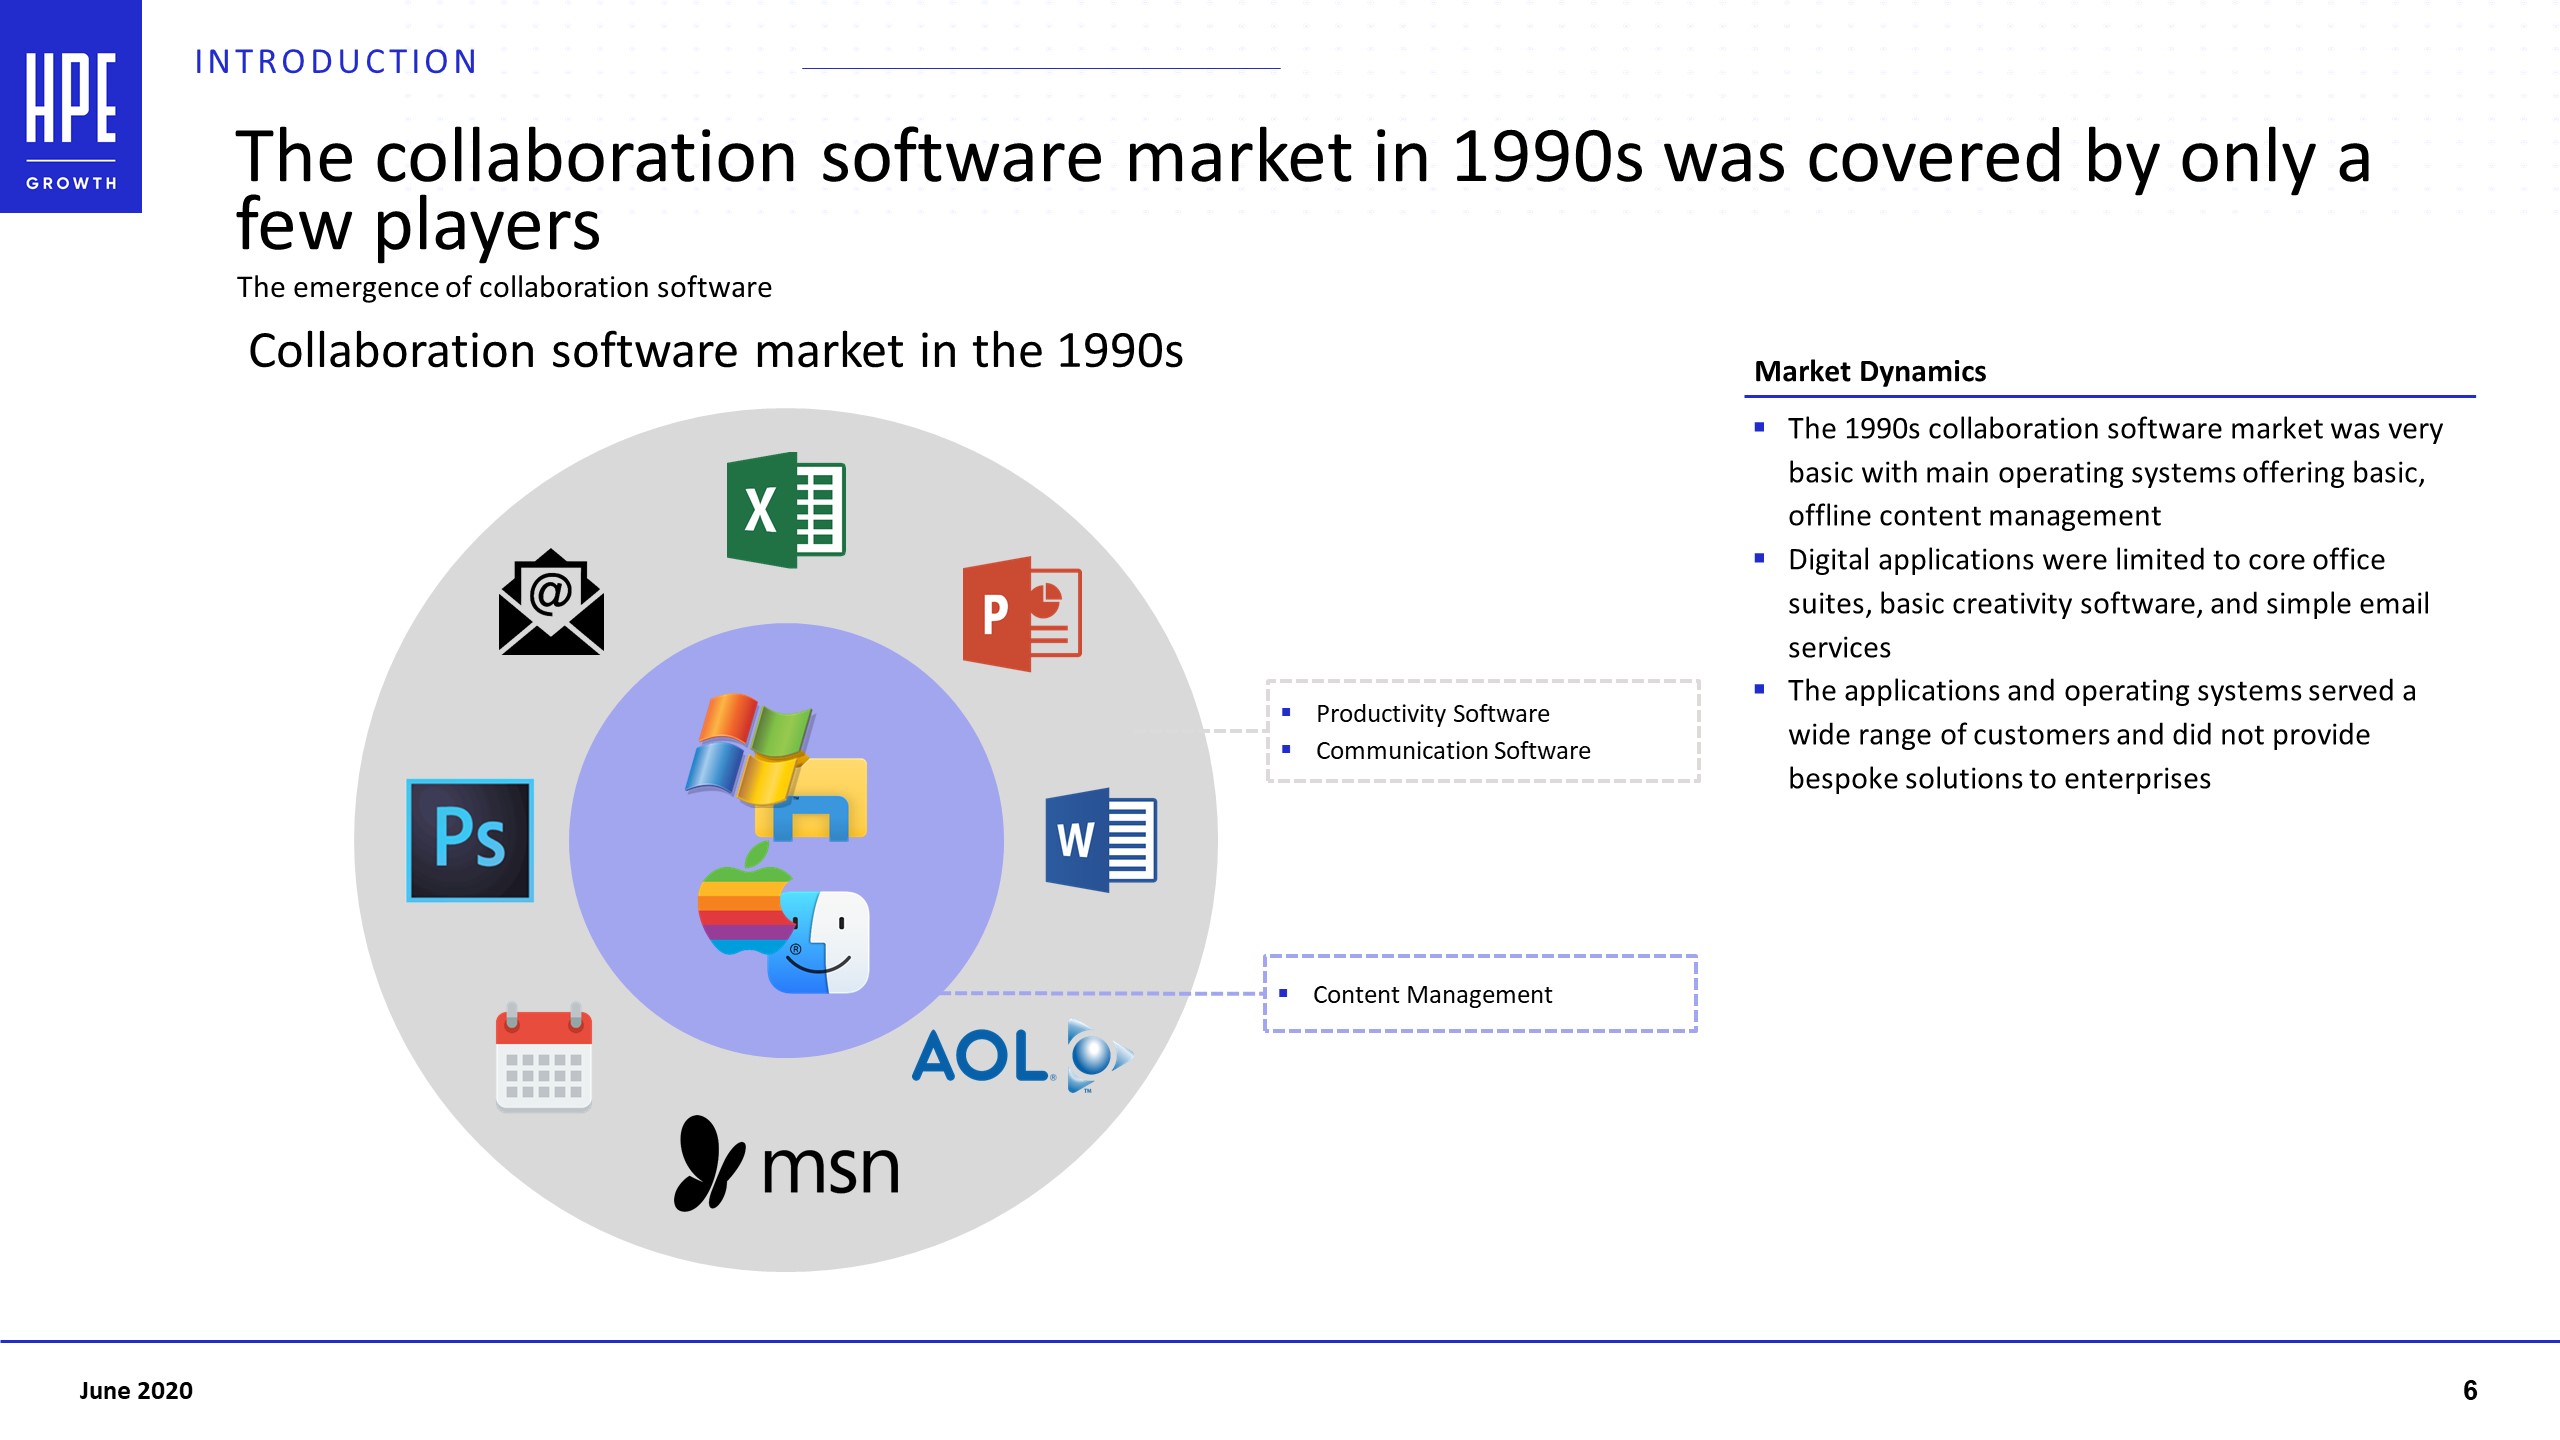 HPE
GROWTH
INTRODUCTION
The collaboration software market in 1990s was covered by only a
few players
The emergence of collaboration software
Collaboration software market in the 1990s
X
@
P
Ps
W
®
AOL®
™
msn
▪ Productivity Software
▪ Communication Software
▪ Content Management
Market Dynamics
▪ The 1990s collaboration software market was very
basic with main operating systems offering basic,
offline content management
▪ Digital applications were limited to core office
suites, basic creativity software, and simple email
services
▪ The applications and operating systems served a
wide range of customers and did not provide
bespoke solutions to enterprises
June 2020
6